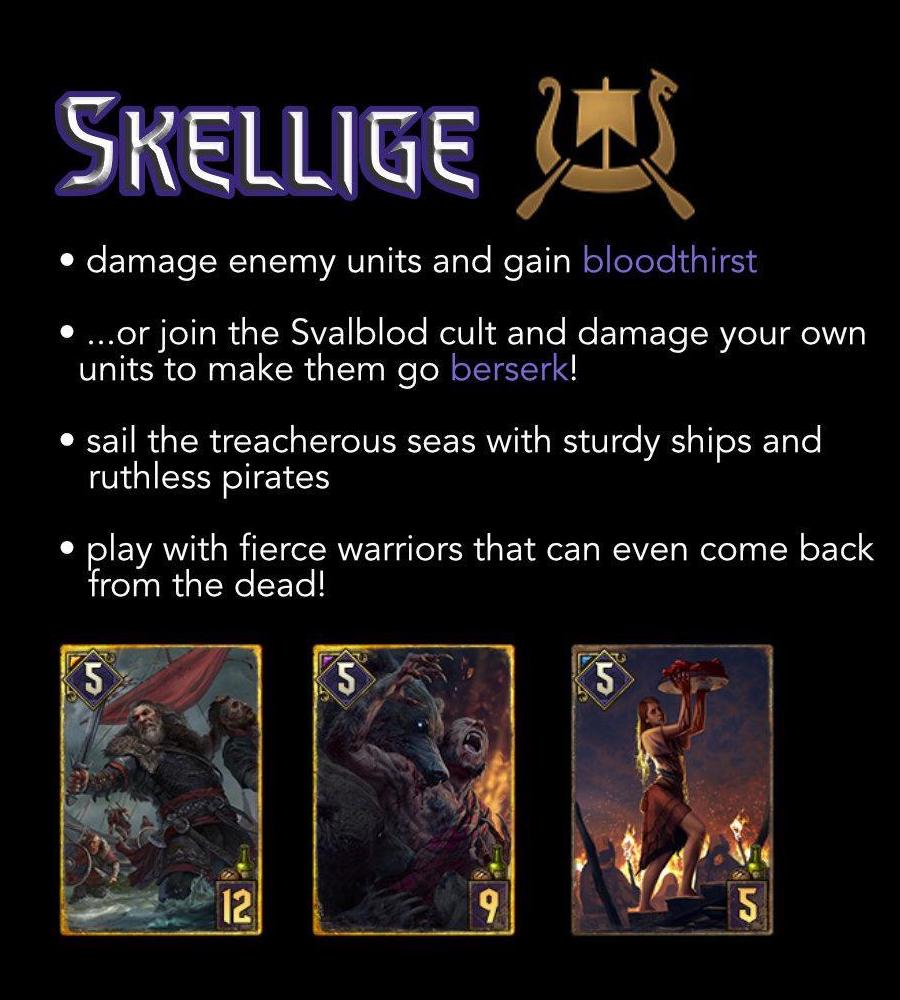 SKELLIGE
• damage enemy units and gain bloodthirst
• ...or join the Svalblod cult and damage your own
units to make them go berserk!
• sail the treacherous seas with sturdy ships and
ruthless pirates
• play with fierce warriors that can even come back
from the dead!
5 5 5
12 9 5